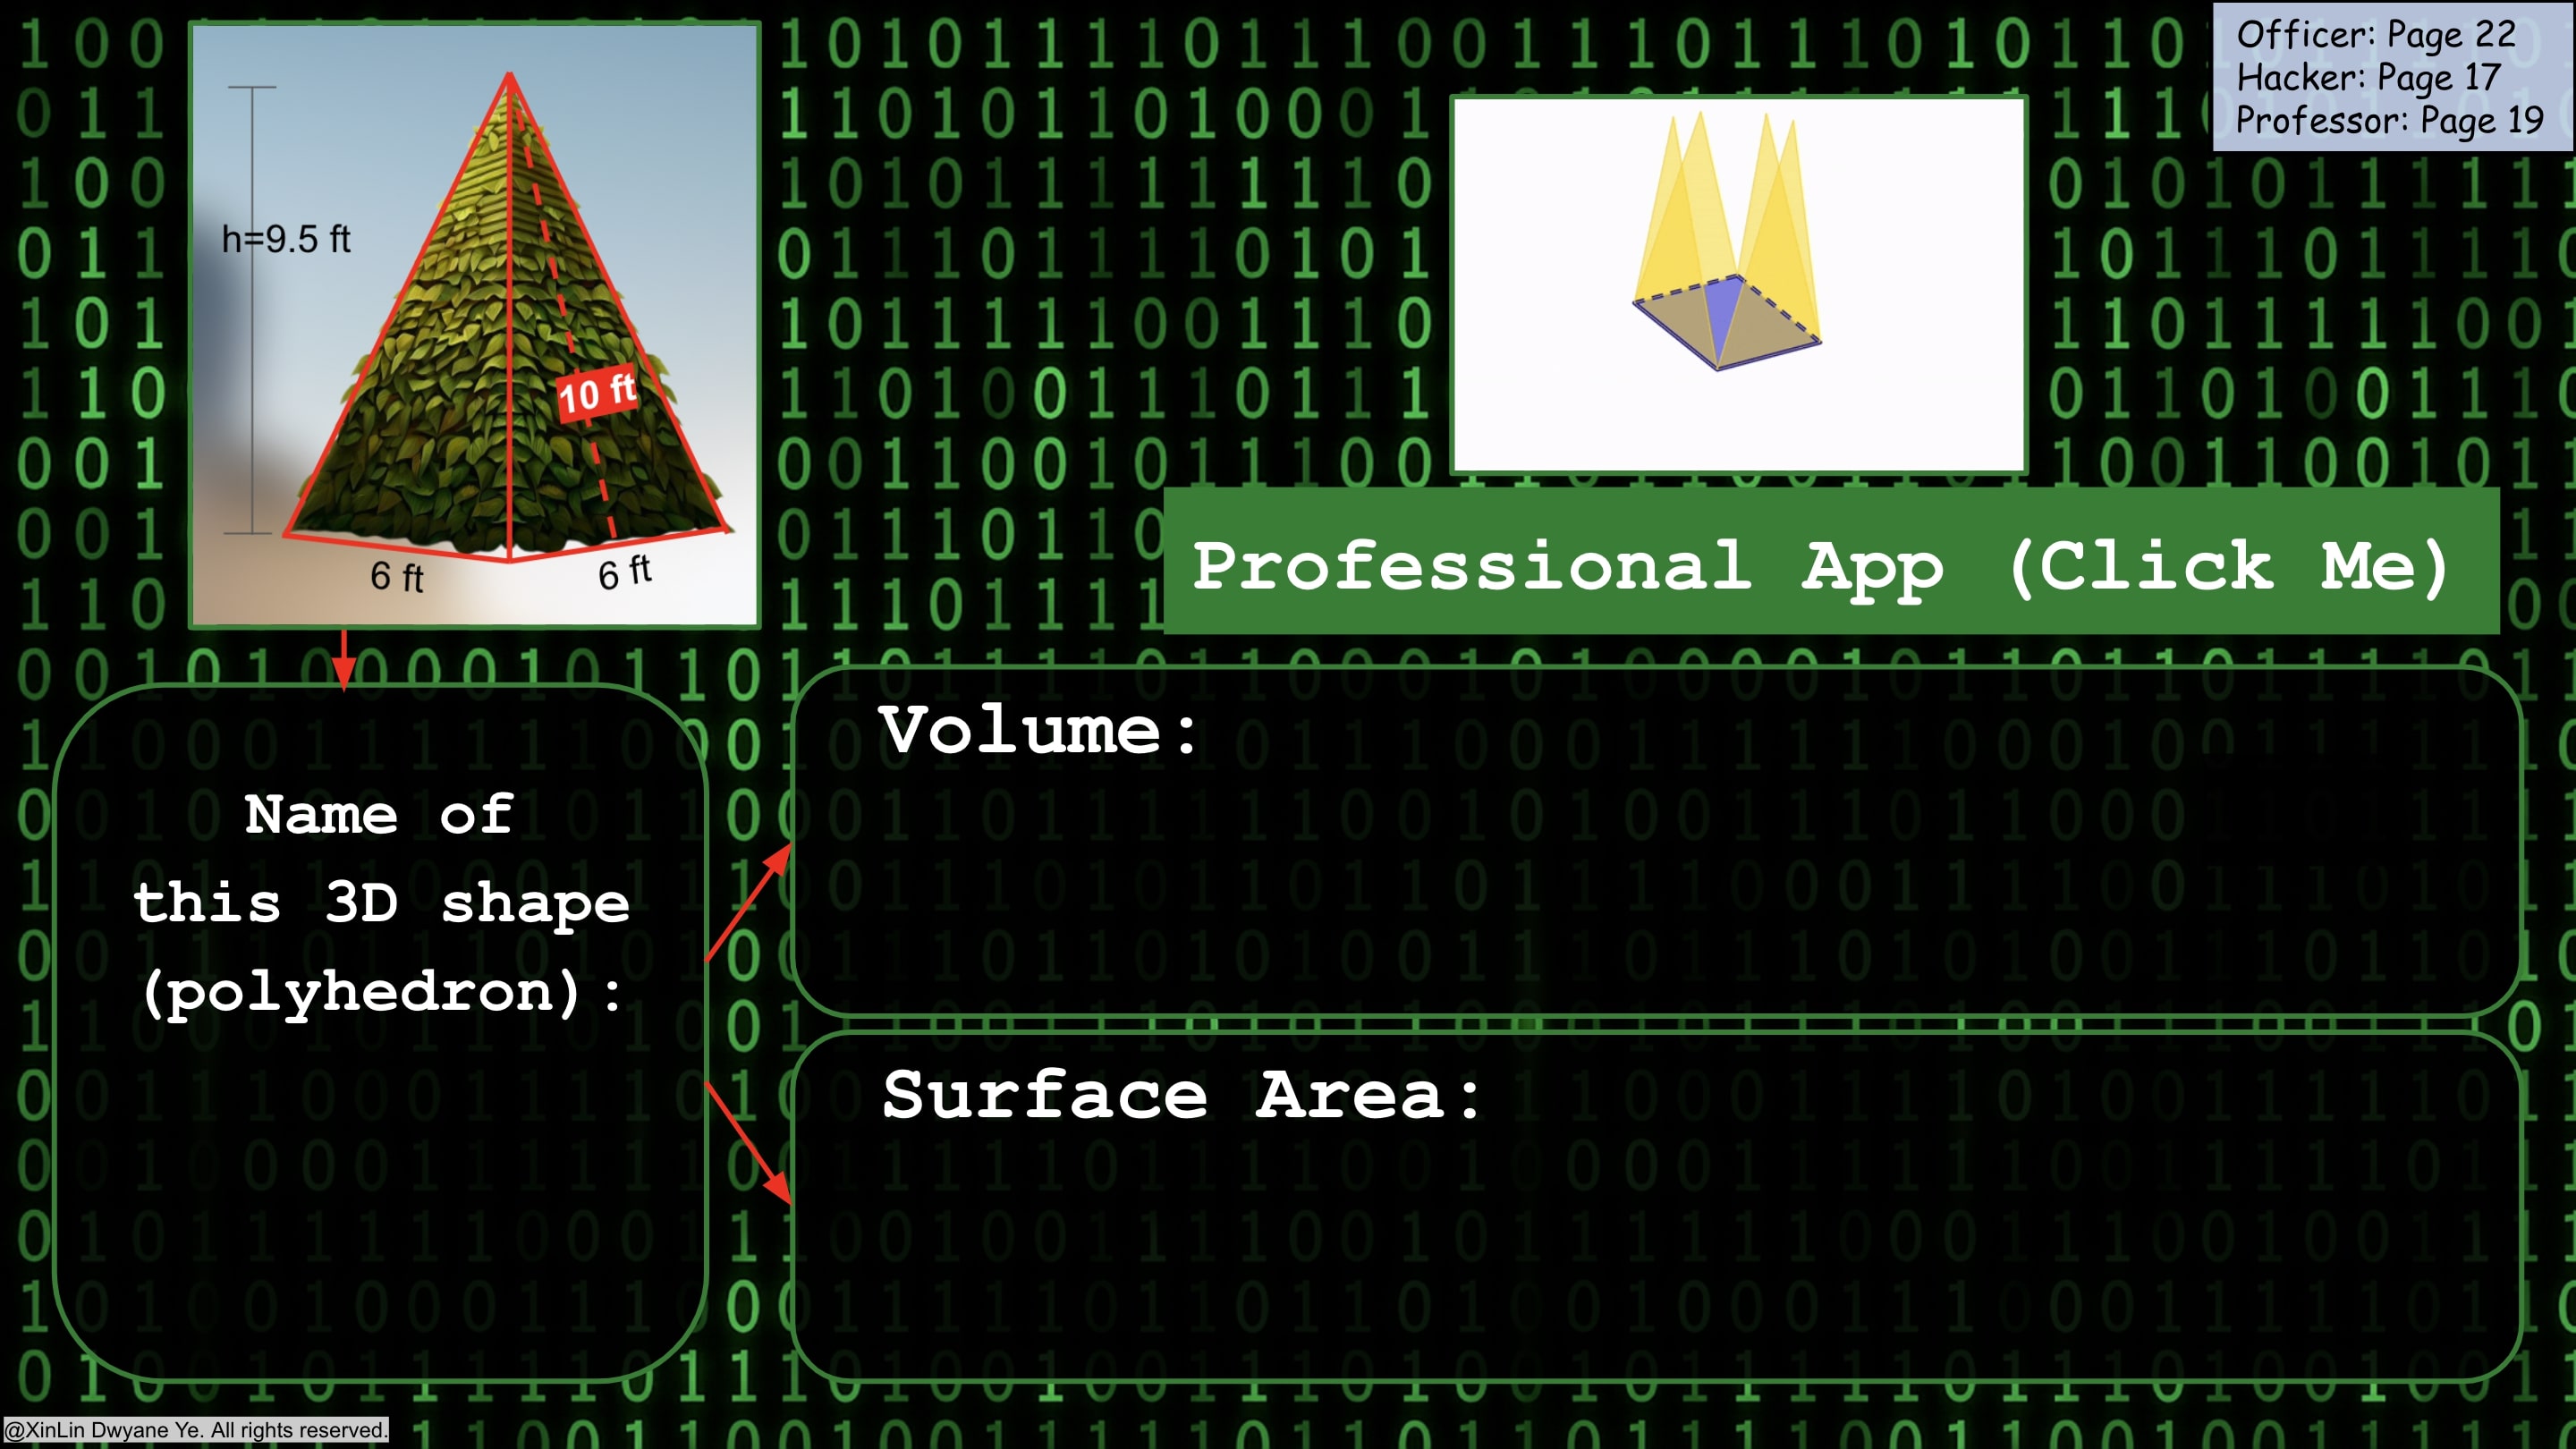 Officer: Page 22
Hacker: Page 17
Professor: Page 19
h=9.5 ft
10 ft
6 ft
6 ft
Professional App (Click Me)
Name of
this 3D shape
(polyhedron):
Volume:
Surface Area:
@XinLin Dwyane Ye. All rights reserved.